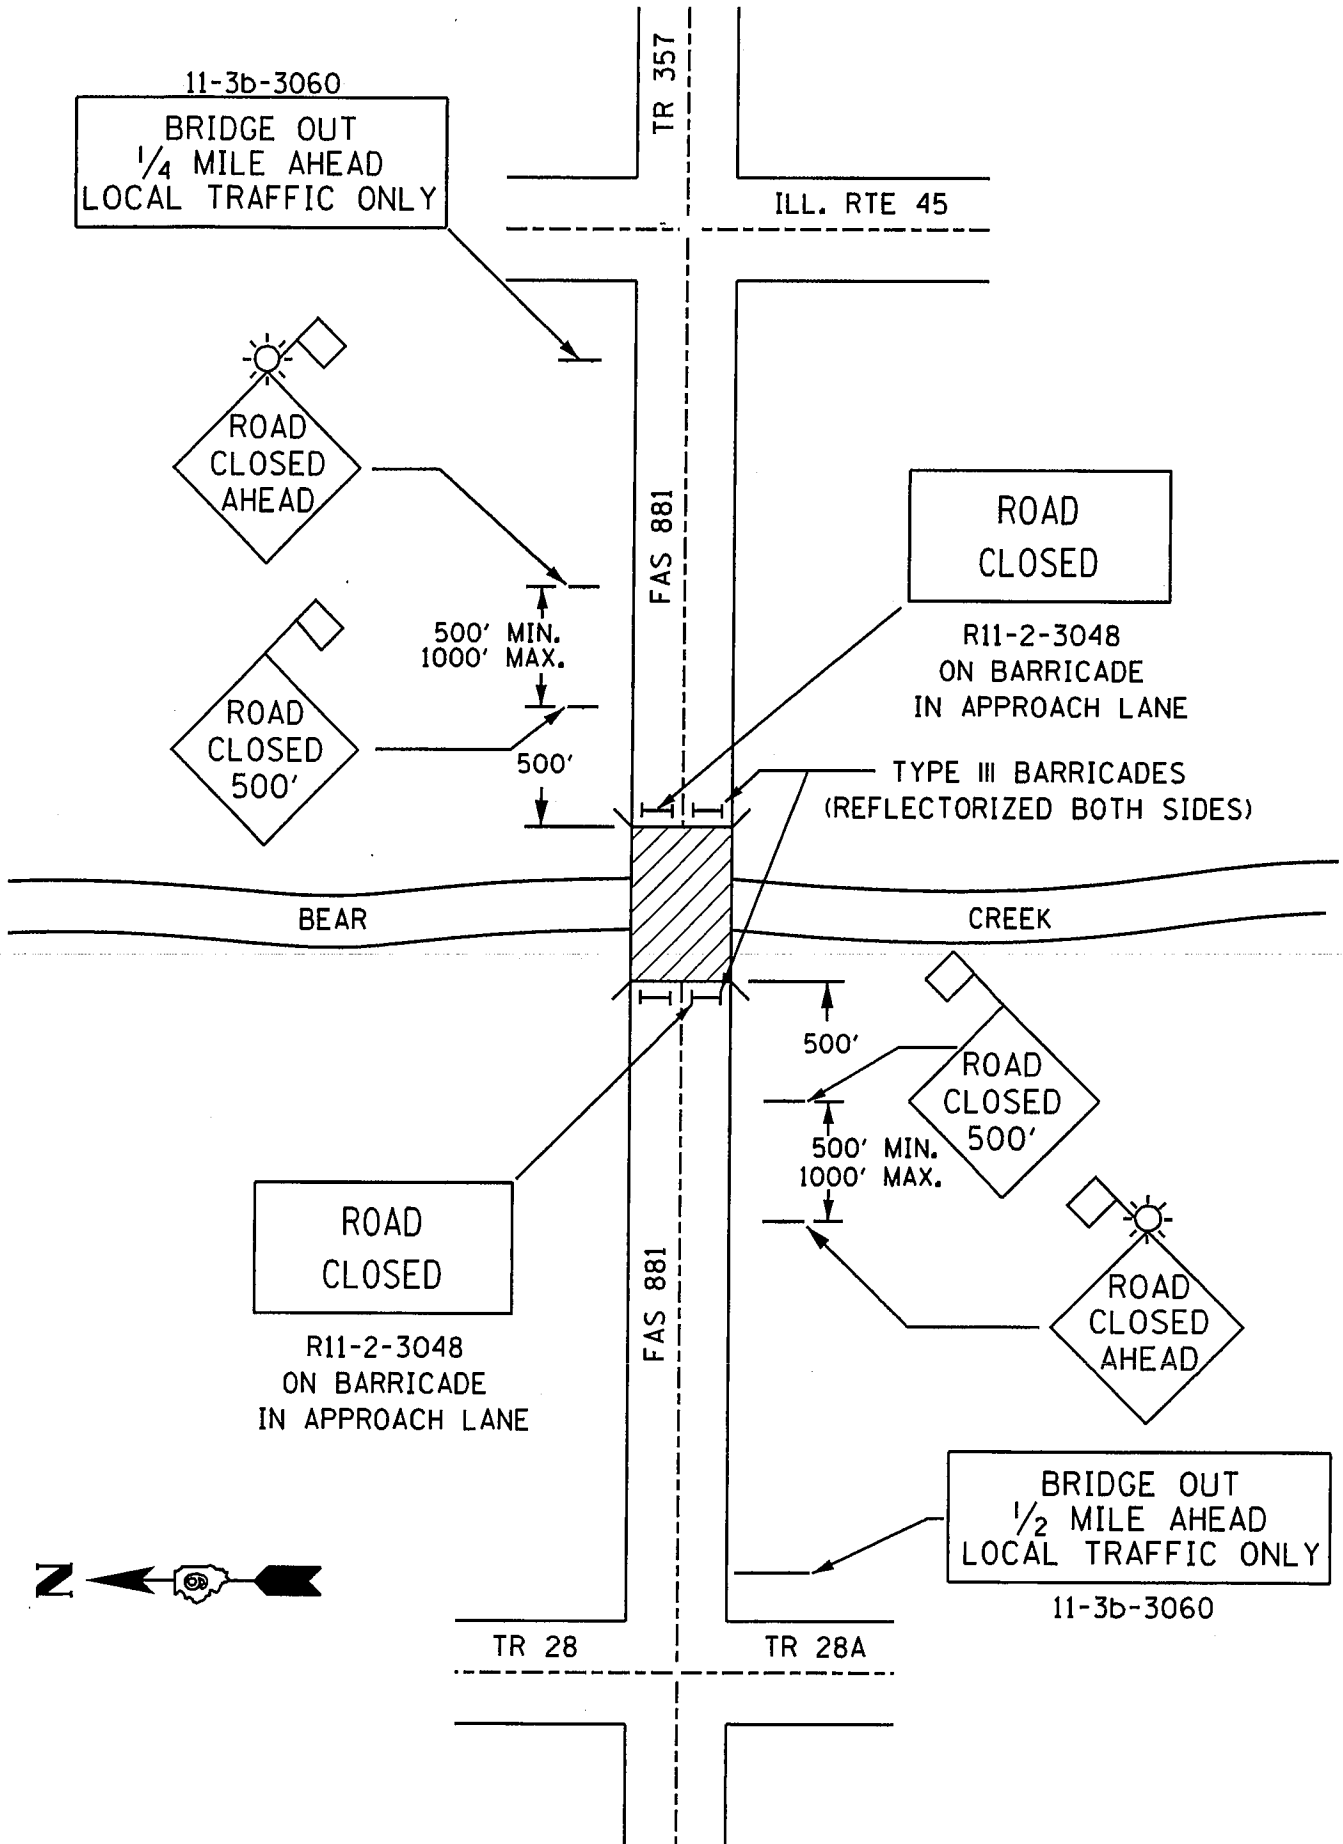 TR 357
11-3b-3060
BRIDGE OUT
1/4 MILE AHEAD
LOCAL TRAFFIC ONLY
ILL. RTE 45
ROAD
CLOSED
AHEAD
FAS 881
ROAD
CLOSED
R11-2-3048
ON BARRICADE
IN APPROACH LANE
500' MIN.
1000' MAX.
ROAD
CLOSED
500'
500'
TYPE III BARRICADES
(REFLECTORIZED BOTH SIDES)
BEAR
CREEK
500'
ROAD
CLOSED
500'
500' MIN.
1000' MAX.
ROAD
CLOSED
R11-2-3048
ON BARRICADE
IN APPROACH LANE
FAS 881
ROAD
CLOSED
AHEAD
BRIDGE OUT
1/2 MILE AHEAD
LOCAL TRAFFIC ONLY
11-3b-3060
N
TR 28
TR 28A